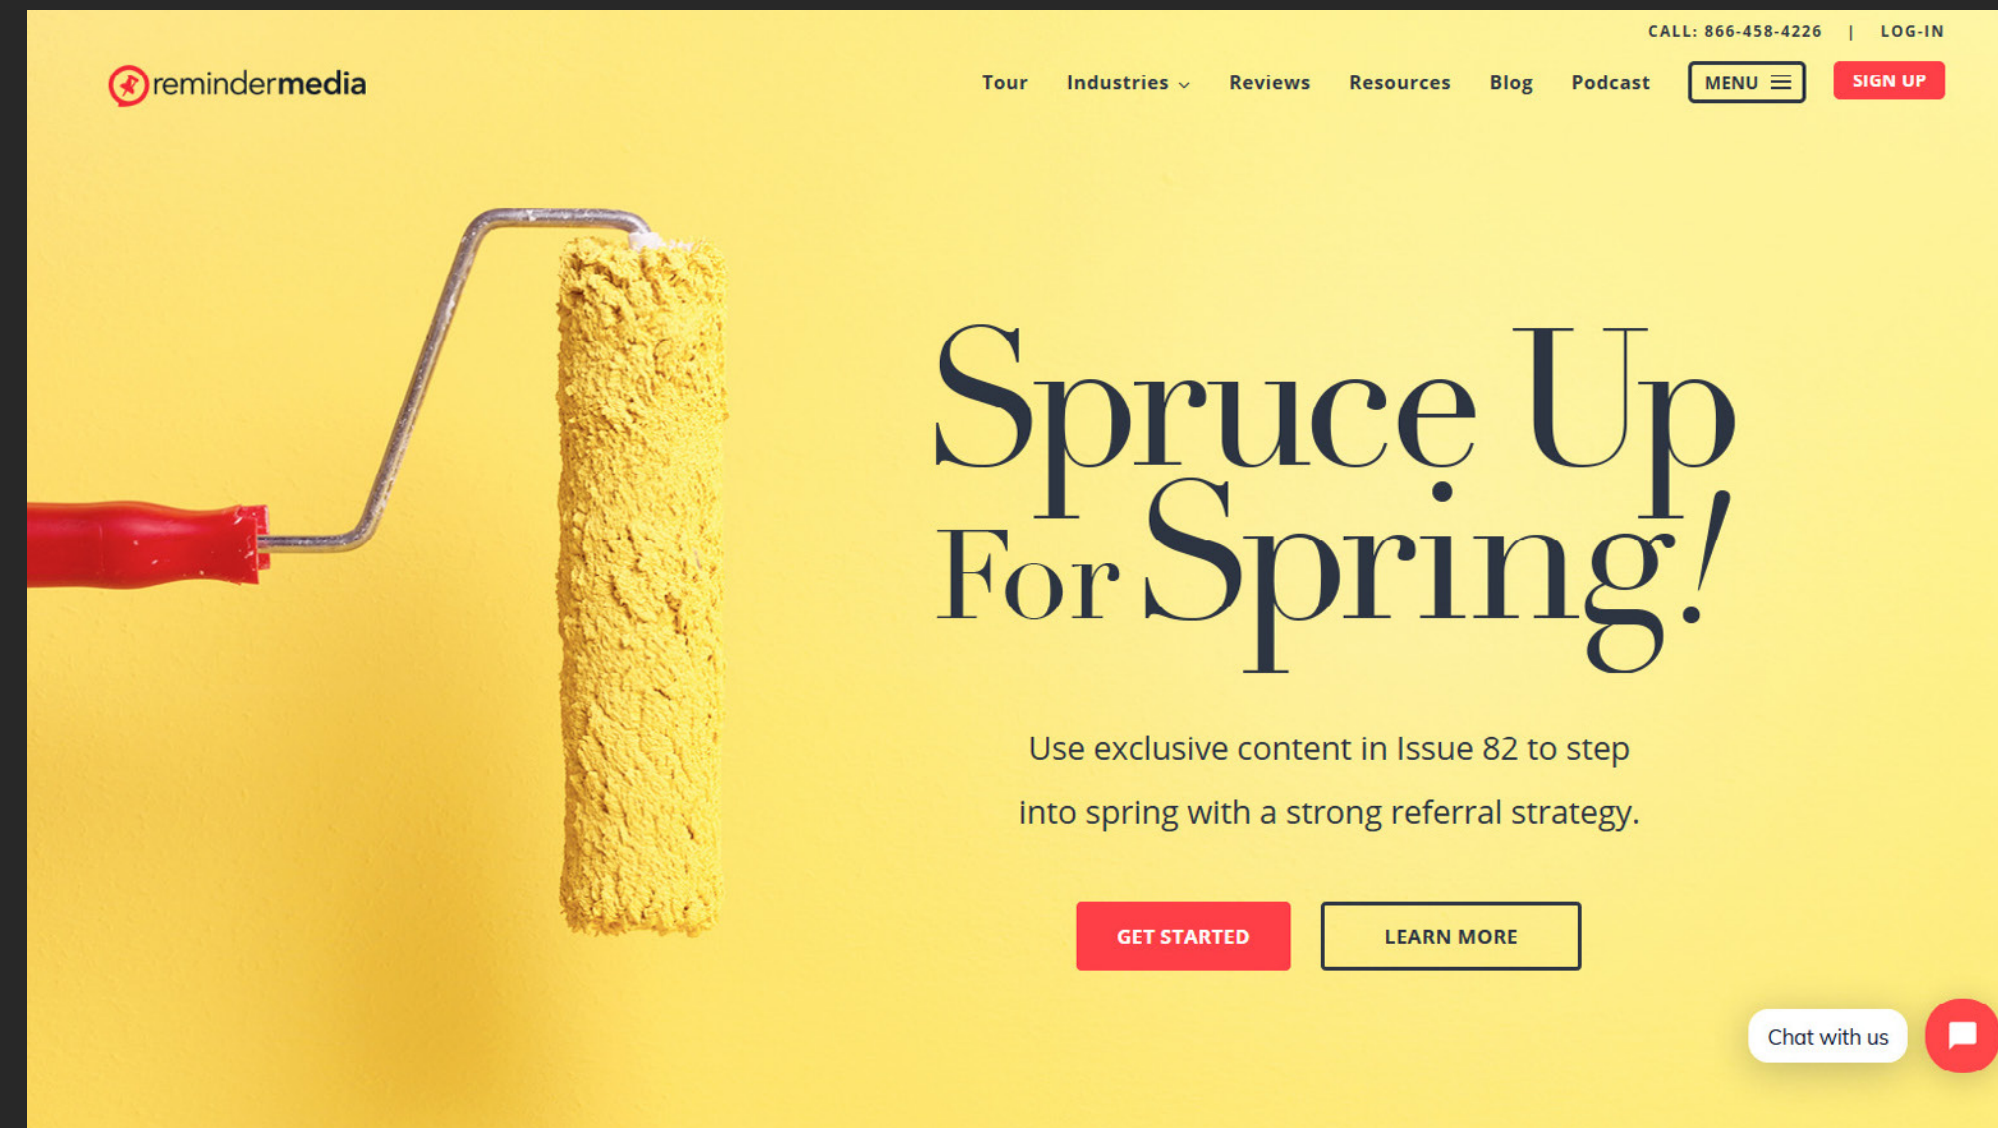 CALL: 866-458-4226 | LOG-IN
remindermedia
Tour Industries Reviews Resources Blog Podcast MENU SIGN UP
Spruce Up
For Spring!
Use exclusive content in Issue 82 to step
into spring with a strong referral strategy.
GET STARTED LEARN MORE
Chat with us